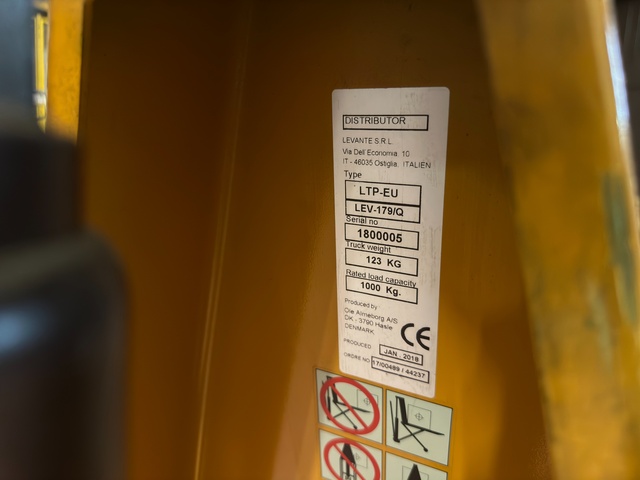 DISTRIBUTOR
LEVANTE S.R.L
Via Dell`Economia 10
IT - 46035 Ostiglia ITALIEN
Type
LTP-EU
LEV-179/Q
Serial no
1800005
Truck weight
123 KG
Rated load capacity
1000 Kg.
Produced by
Ole Almeborg A/S
DK - 3790 Hasle
DENMARK
CE
PRODUCED: JAN . 2018
ORDRE NO 17/00489 / 44237